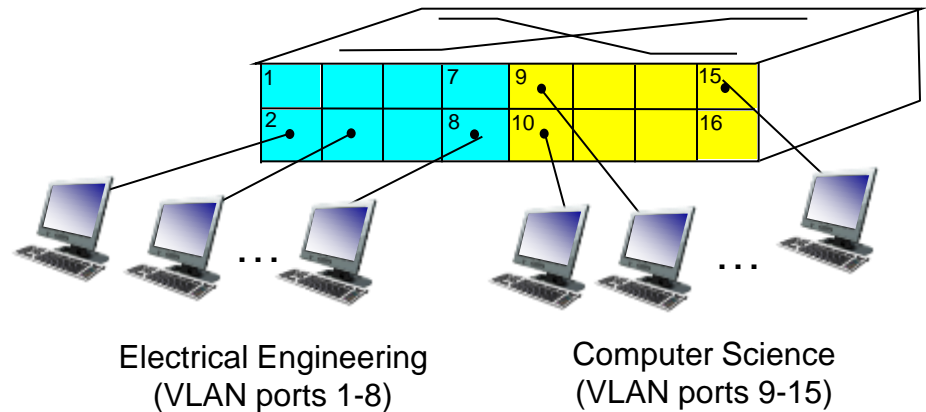 1 7 9 15
2 8 10 16
... ...
Electrical Engineering
(VLAN ports 1-8)
Computer Science
(VLAN ports 9-15)